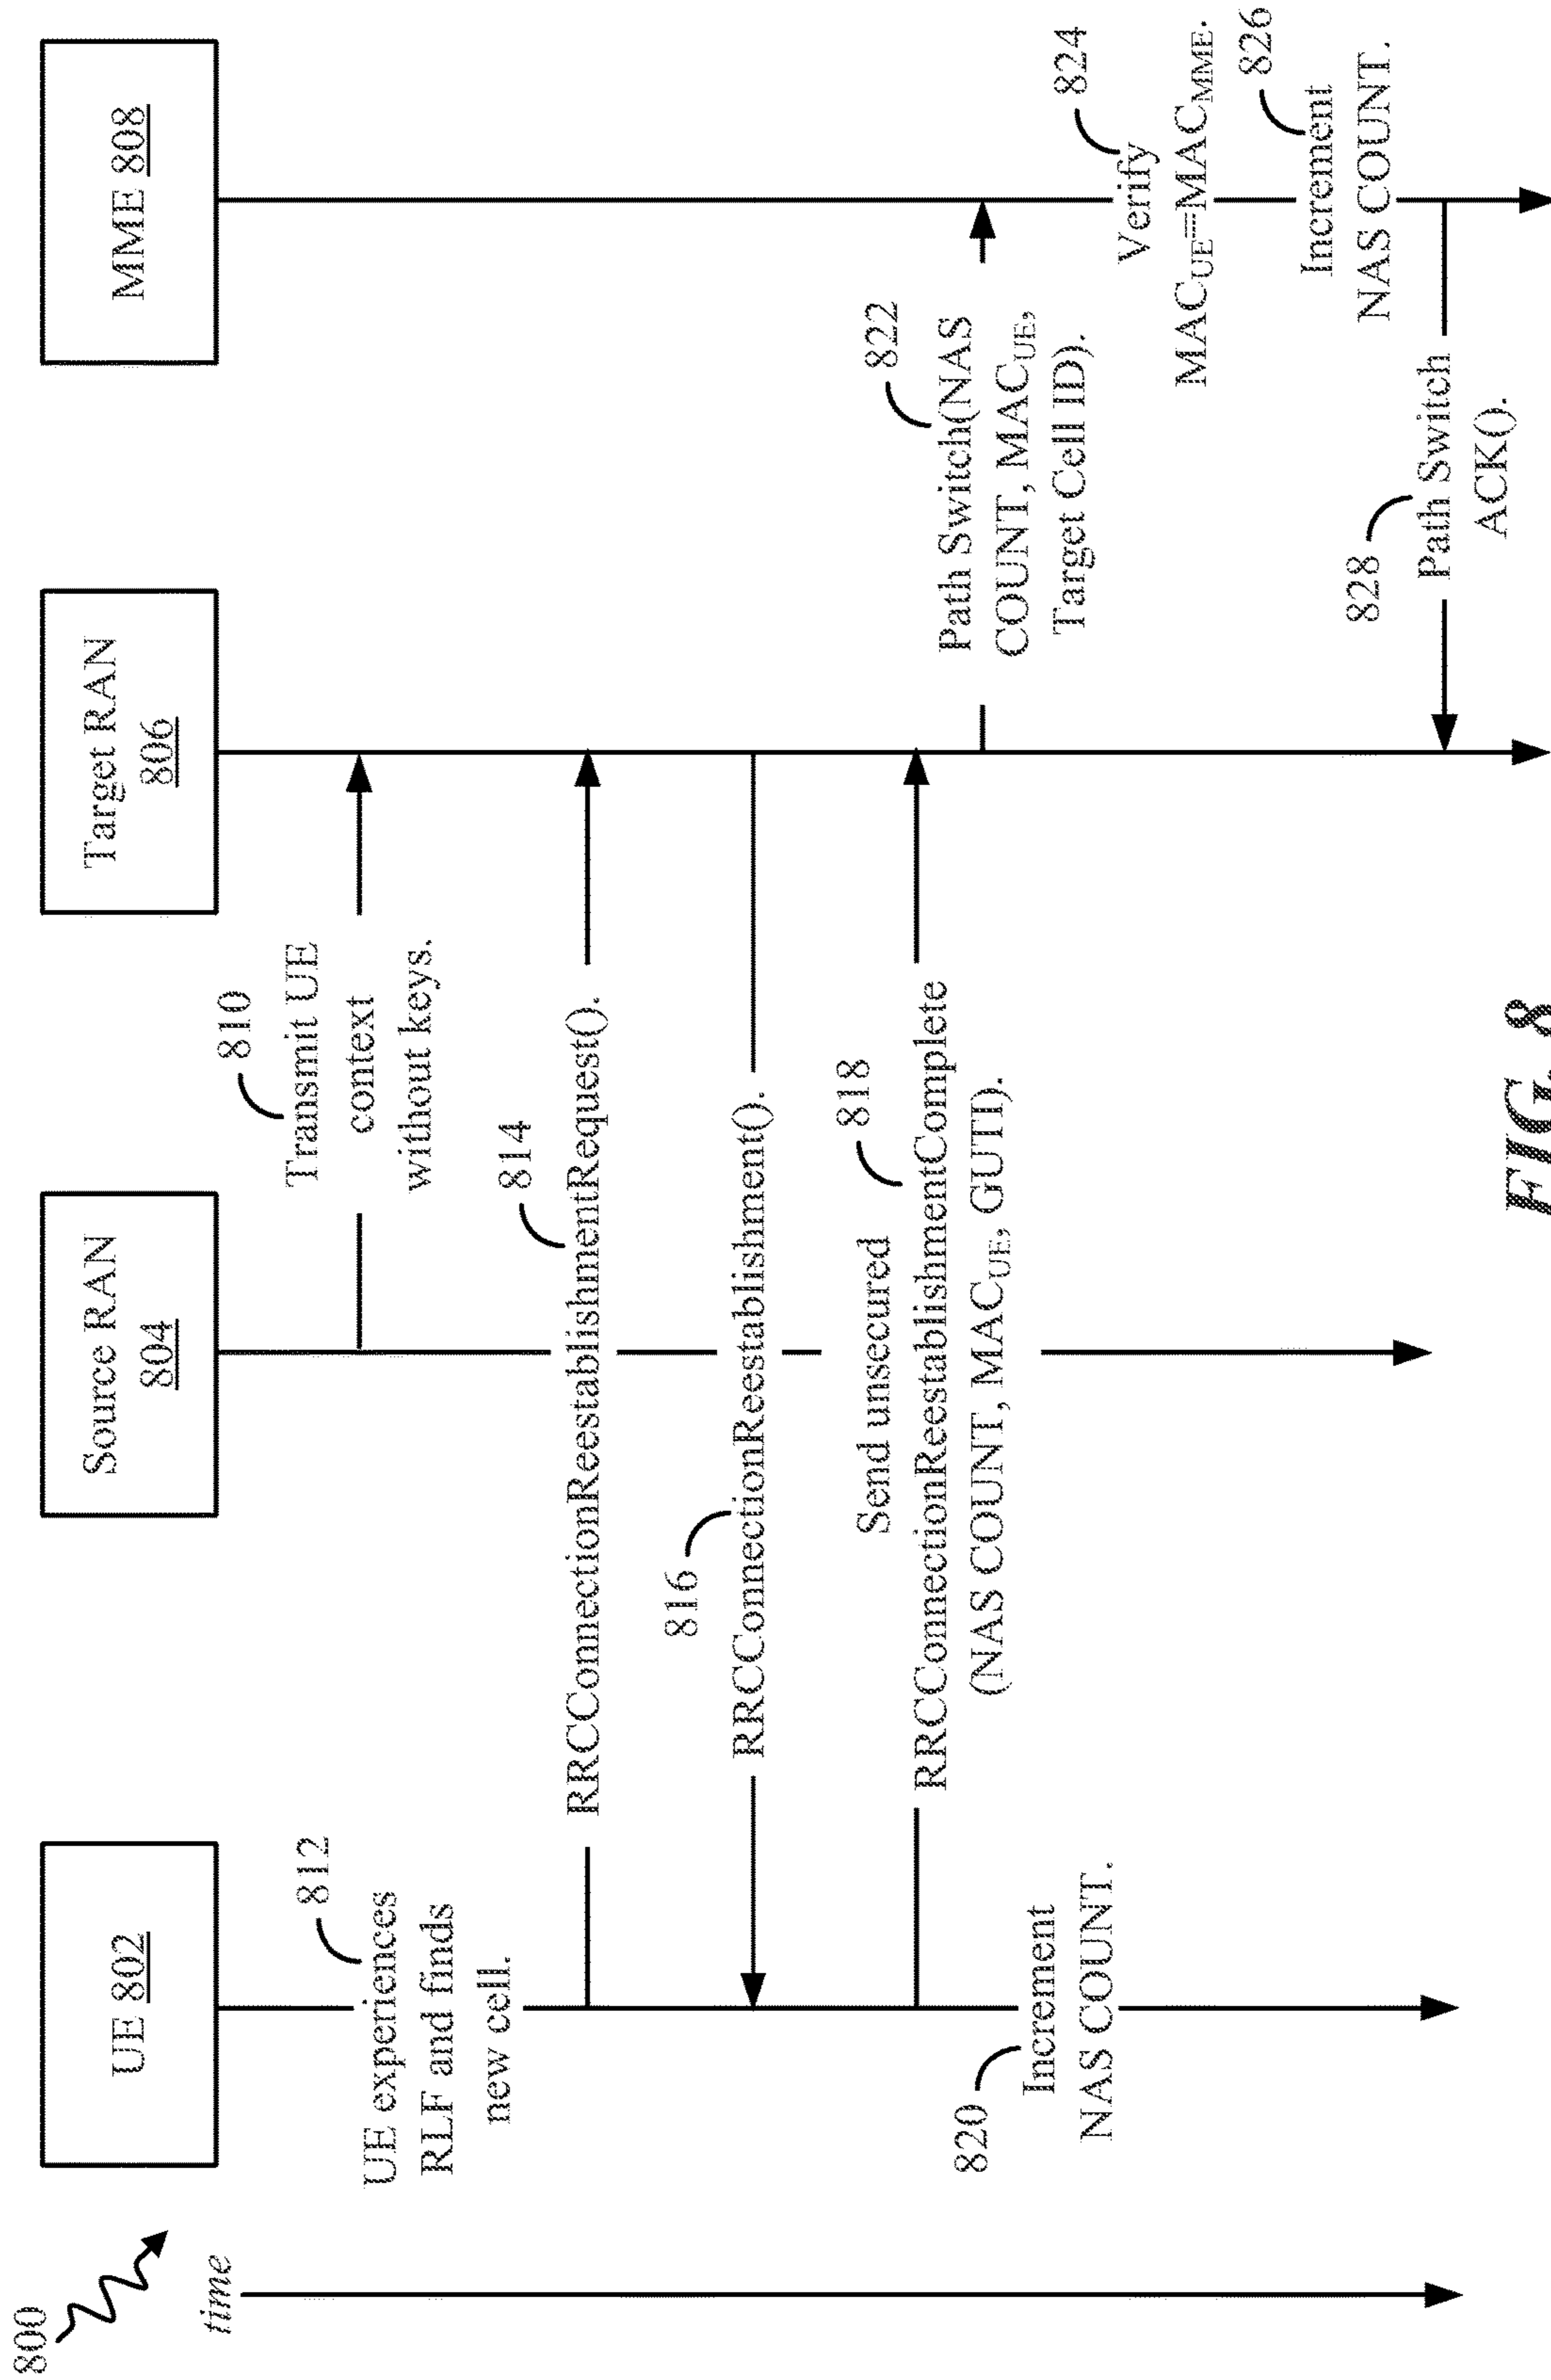 800
time
UE 802
Source RAN
804
Target RAN
806
MME 808
810
Transmit UE
context
without keys.
812
UE experiences
RLF and finds
new cell.
814
RRCConnectionReestablishmentRequest().
816
RRCConnectionReestablishment().
818
Send unsecured
RRCConnectionReestablishmentComplete
(NAS COUNT, MACUE, GUTI).
820
Increment
NAS COUNT.
822
Path Switch(NAS
COUNT, MACUE,
Target Cell ID).
824
Verify
MACUE=MACMME.
826
Increment
NAS COUNT.
828
Path Switch
ACK().
FIG. 8